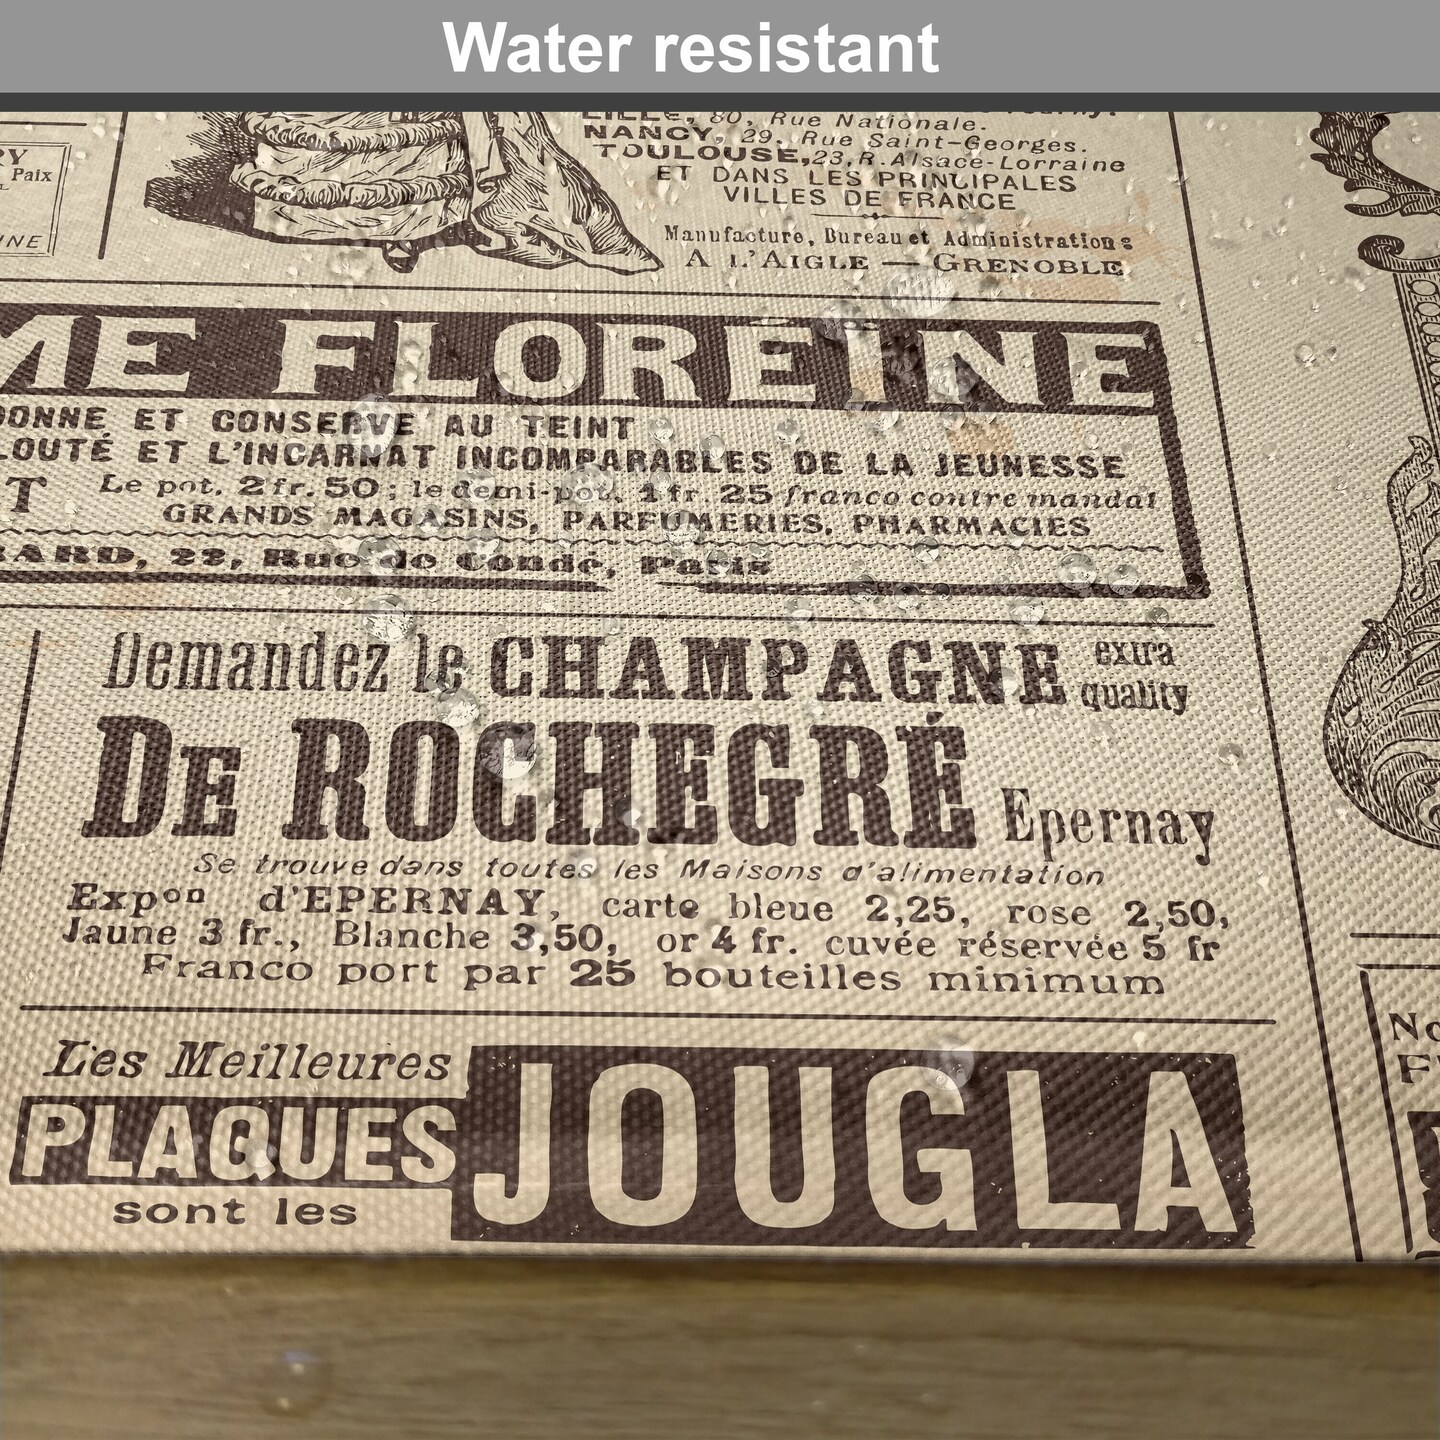 Water resistant
LILLE, 80, Rue Nationale.
NANCY, 29, Rue Saint-Georges.
TOULOUSE, 23, R. Alsace-Lorraine
ET DANS LES PRINCIPALES
VILLES DE FRANCE
Manufacture, Bureau et Administrations
A L'AIGLE — GRENOBLE
RY
Paix
INE
ME FLOREINE
DONNE ET CONSERVE AU TEINT
LOUTÉ ET L'INCARNAT INCOMPARABLES DE LA JEUNESSE
T Le pot, 2 fr. 50; le demi-pot, 1 fr. 25 franco contre mandat
GRANDS MAGASINS, PARFUMERIES, PHARMACIES
RARD, 22, Rue de Condé, Paris
Demandez le CHAMPAGNE extra quality
DE ROCHEGRÉ Epernay
Se trouve dans toutes les Maisons d'alimentation
Expon d'EPERNAY, carte bleue 2,25, rose 2,50,
Jaune 3 fr., Blanche 3,50, or 4 fr. cuvée réservée 5 fr
Franco port par 25 bouteilles minimum
Les Meilleures
PLAQUES
sont les
JOUGLA
No
F